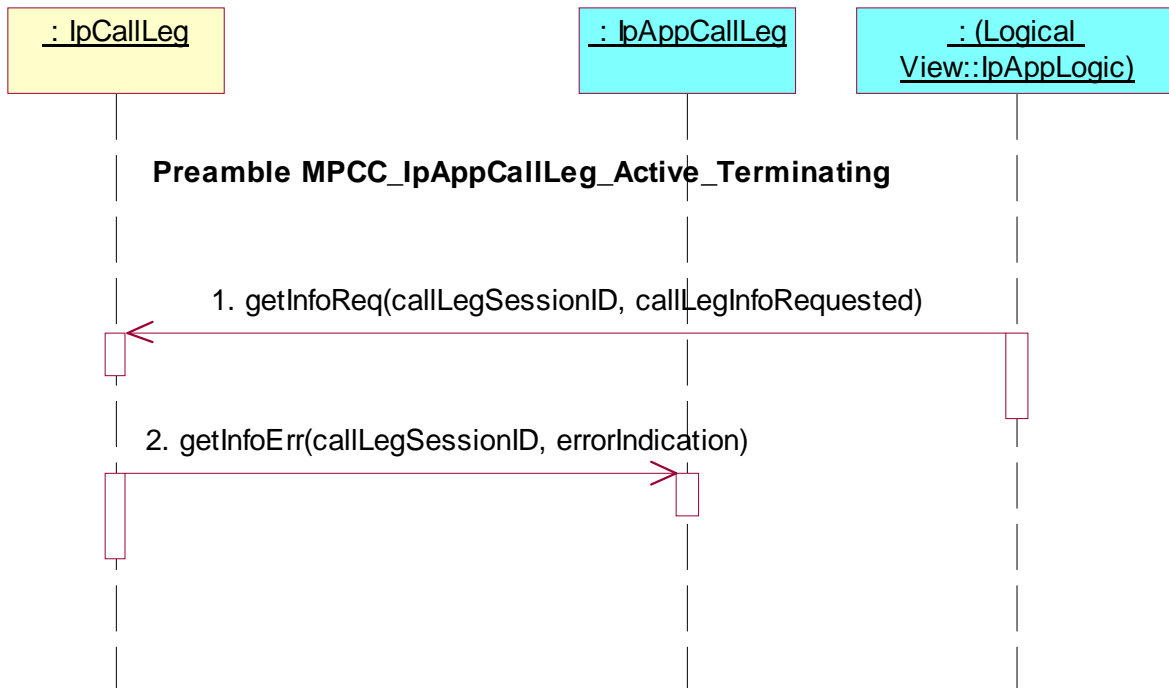 : IpCallLeg
: IpAppCallLeg
: (Logical
View::IpAppLogic)
Preamble MPCC_IpAppCallLeg_Active_Terminating
1. getInfoReq(callLegSessionID, callLegInfoRequested)
2. getInfoErr(callLegSessionID, errorIndication)